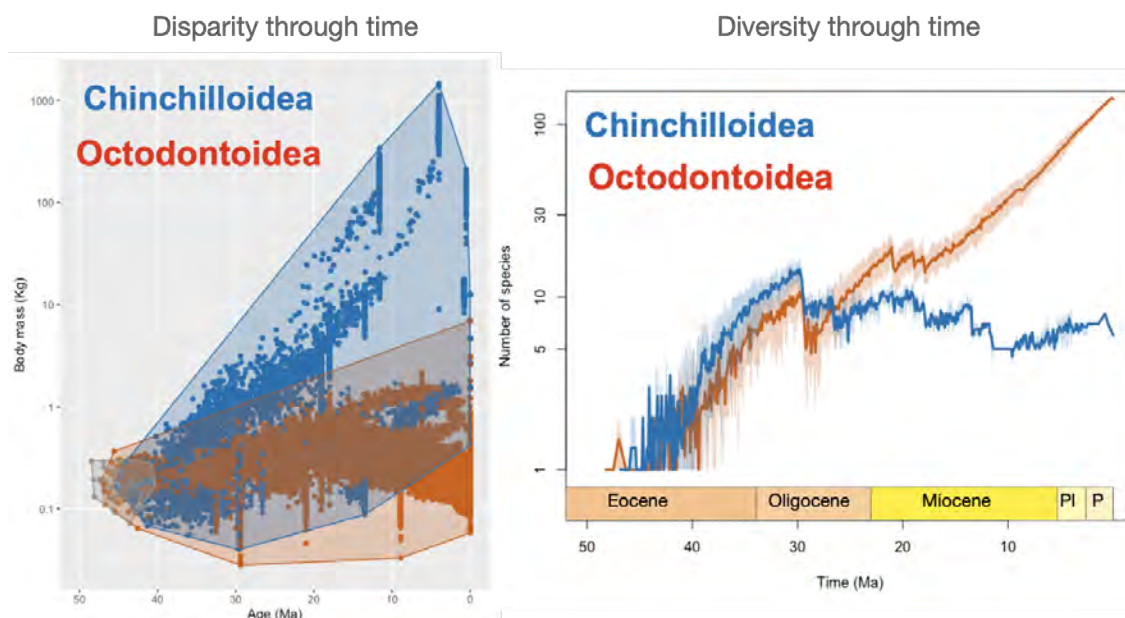 Disparity through time
Diversity through time
Chinchilloidea
Octodontoidea
Body mass (Kg)
1000
100
10
1
0.1
50
40
30
20
10
0
Age (Ma)
Chinchilloidea
Octodontoidea
Number of species
100
30
10
5
1
Eocene
Oligocene
Miocene
Pl
P
50
40
30
20
10
Time (Ma)